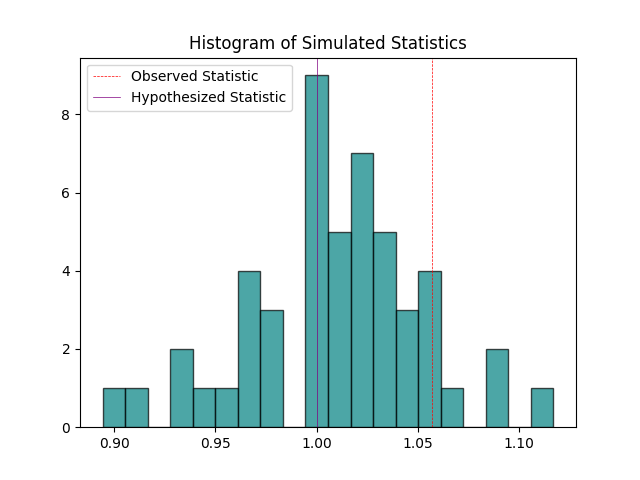 Histogram of Simulated Statistics
Observed Statistic
Hypothesized Statistic
8
6
4
2
0
0.90 0.95 1.00 1.05 1.10